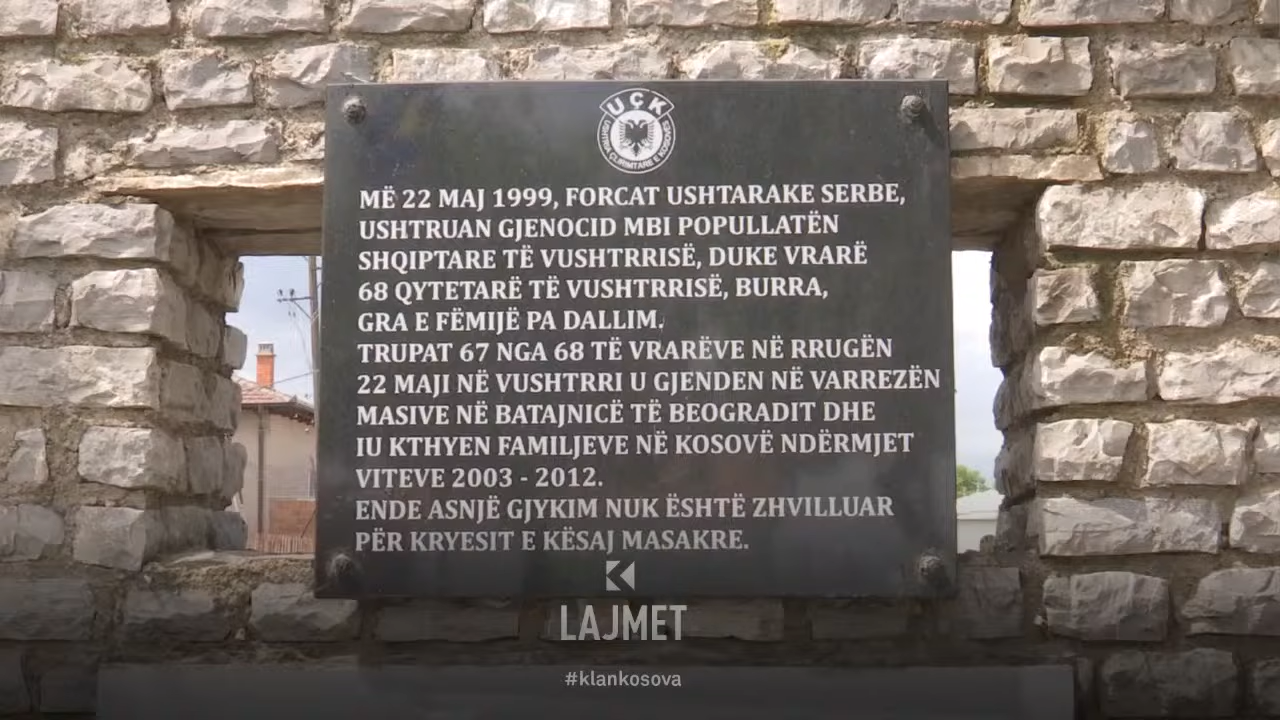 UÇK
USHTRIA ÇLIRIMTARE E KOSOVËS
MË 22 MAJ 1999, FORCAT USHTARAKE SERBE,
USHTRUAN GJENOCID MBI POPULLATËN
SHQIPTARE TË VUSHTRRISË, DUKE VRARË
68 QYTETARË TË VUSHTRRISË, BURRA,
GRA E FËMIJË PA DALLIM.
TRUPAT 67 NGA 68 TË VRARËVE NË RRUGËN
22 MAJI NË VUSHTRRI U GJENDEN NË VARREZËN
MASIVE NË BATAJNICË TË BEOGRADIT DHE
IU KTHYEN FAMILJEVE NË KOSOVË NDËRMJET
VITEVE 2003 - 2012.
ENDE ASNJË GJYKIM NUK ËSHTË ZHVILLUAR
PËR KRYESIT E KËSAJ MASAKRE.
LAJMET
#klankosova